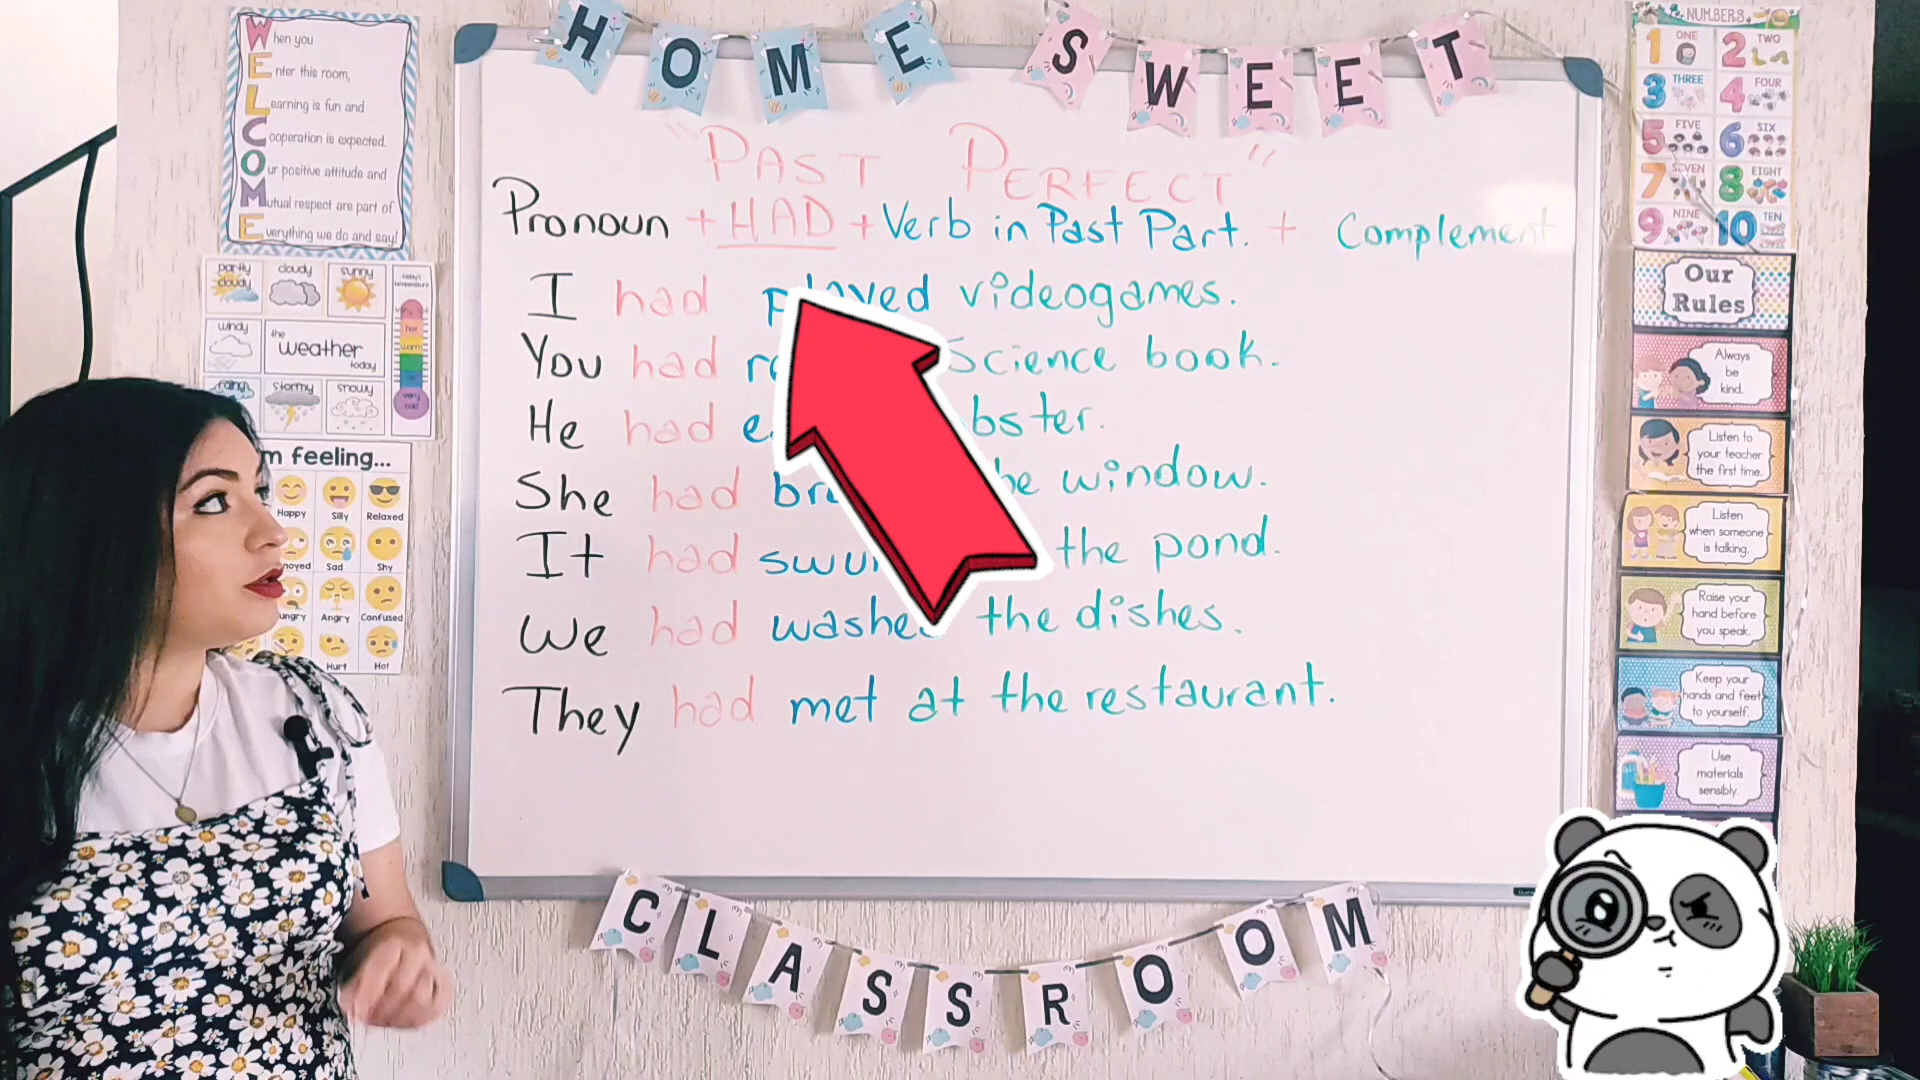 HOME SWEET
"PAST PERFECT"
Pronoun + HAD + Verb in Past Part. + Complement
I had played videogames.
You had Science book.
He had
She had window.
It had the pond.
We had washed the dishes.
They had met at the restaurant.
CLASSROOM
WELCOME
When you
Enter this room,
Learning is fun and
Cooperation is expected.
Our positive attitude and
Mutual respect are part of
Everything we do and say!
partly cloudy
cloudy
sunny
windy
the weather today
rainy
stormy
snowy
very cold
hot
warm
feeling...
Happy
Silly
Relaxed
Sad
Shy
Angry
Confused
Hurt
Hot
NUMBERS
1 ONE
2 TWO
3 THREE
4 FOUR
5 FIVE
6 SIX
7 SEVEN
8 EIGHT
9 NINE
10 TEN
Our Rules
Always
be
kind.
Listen to
your teacher
the first time.
Listen
when someone
is talking.
Raise your
hand before
you speak.
Keep your
hands and feet
to yourself.
Use
materials
sensibly.